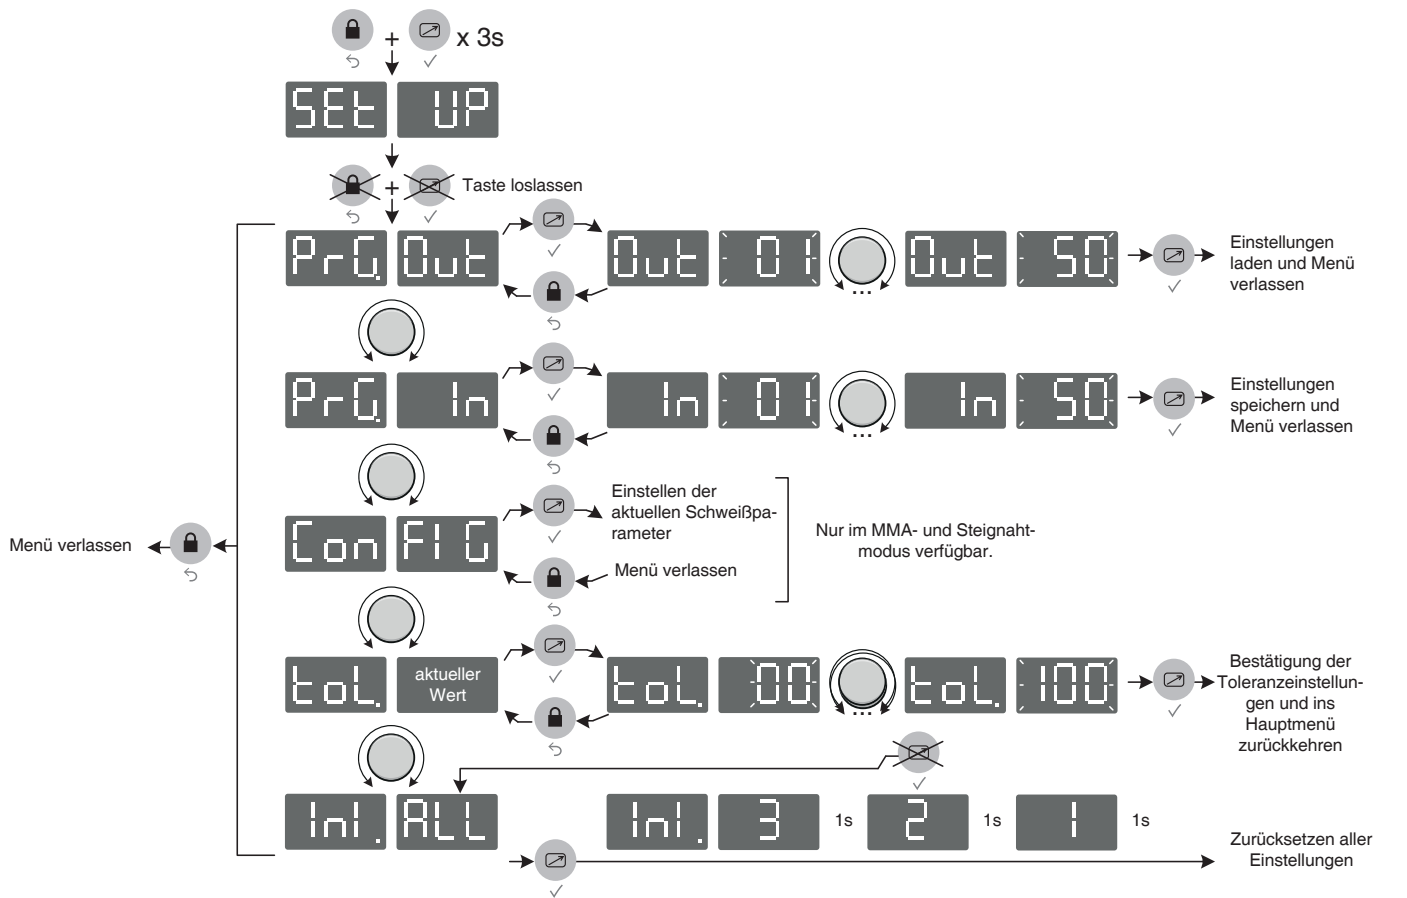 + x 3s
SEt UP
+ Taste loslassen
PrG. Out Out 01 ... Out 50
Einstellungen
laden und Menü
verlassen
PrG. In In 01 ... In 50
Einstellungen
speichern und
Menü verlassen
Con FIG
Einstellen der
aktuellen Schweißpa-
rameter
Menü verlassen
Nur im MMA- und Steignaht-
modus verfügbar.
Menü verlassen
toL. aktueller
Wert
toL. 00 ... toL. 100
Bestätigung der
Toleranzeinstellun-
gen und ins
Hauptmenü
zurückkehren
InI. ALL InI. 3 1s 2 1s 1 1s
Zurücksetzen aller
Einstellungen